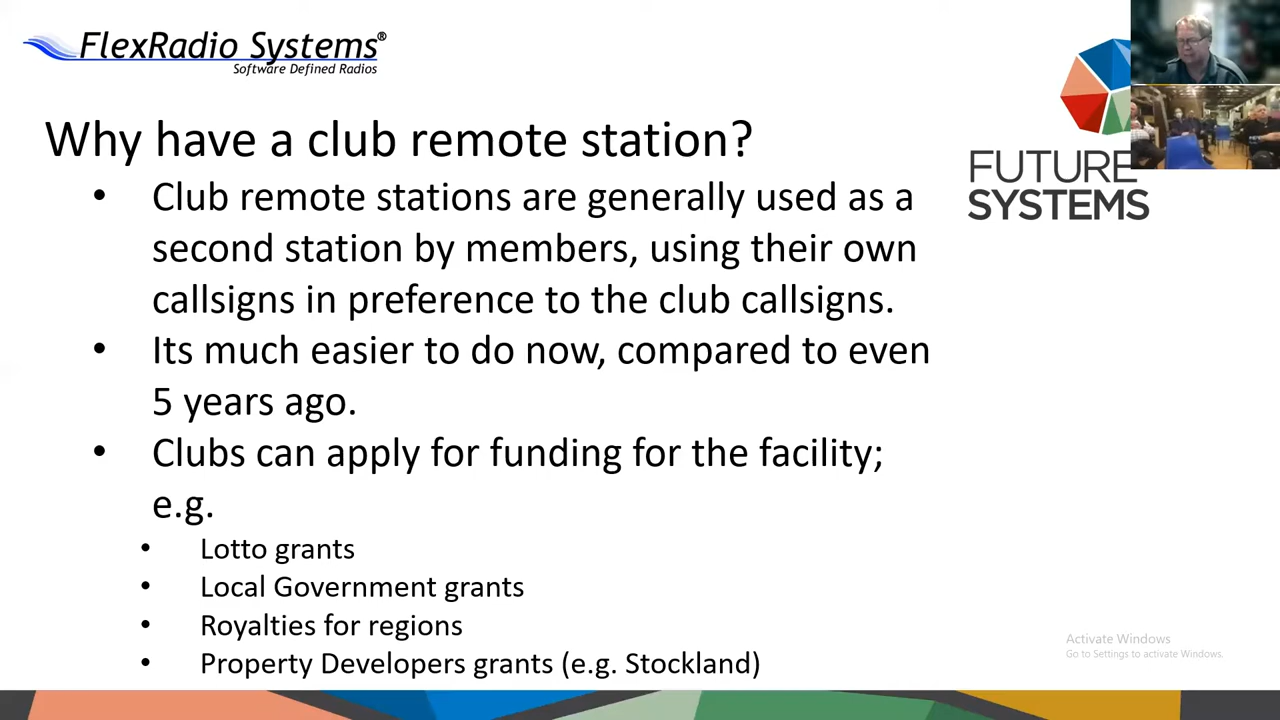 FlexRadio Systems®
Software Defined Radios
FUTURE
SYSTEMS
Why have a club remote station?
• Club remote stations are generally used as a
second station by members, using their own
callsigns in preference to the club callsigns.
• Its much easier to do now, compared to even
5 years ago.
• Clubs can apply for funding for the facility;
e.g.
• Lotto grants
• Local Government grants
• Royalties for regions
• Property Developers grants (e.g. Stockland)
Activate Windows
Go to Settings to activate Windows.